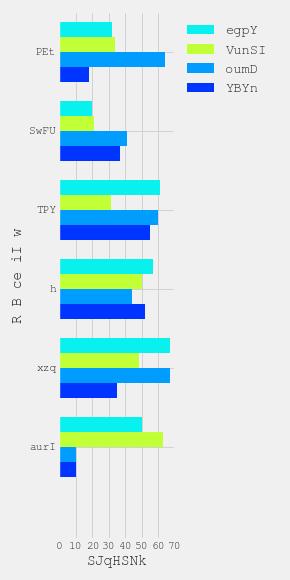 egpY
VunSI
oumD
YBYn
PEt
SwFU
TPY
h
xzq
aurI
R B ce iI w
0 10 20 30 40 50 60 70
SJqHSNk